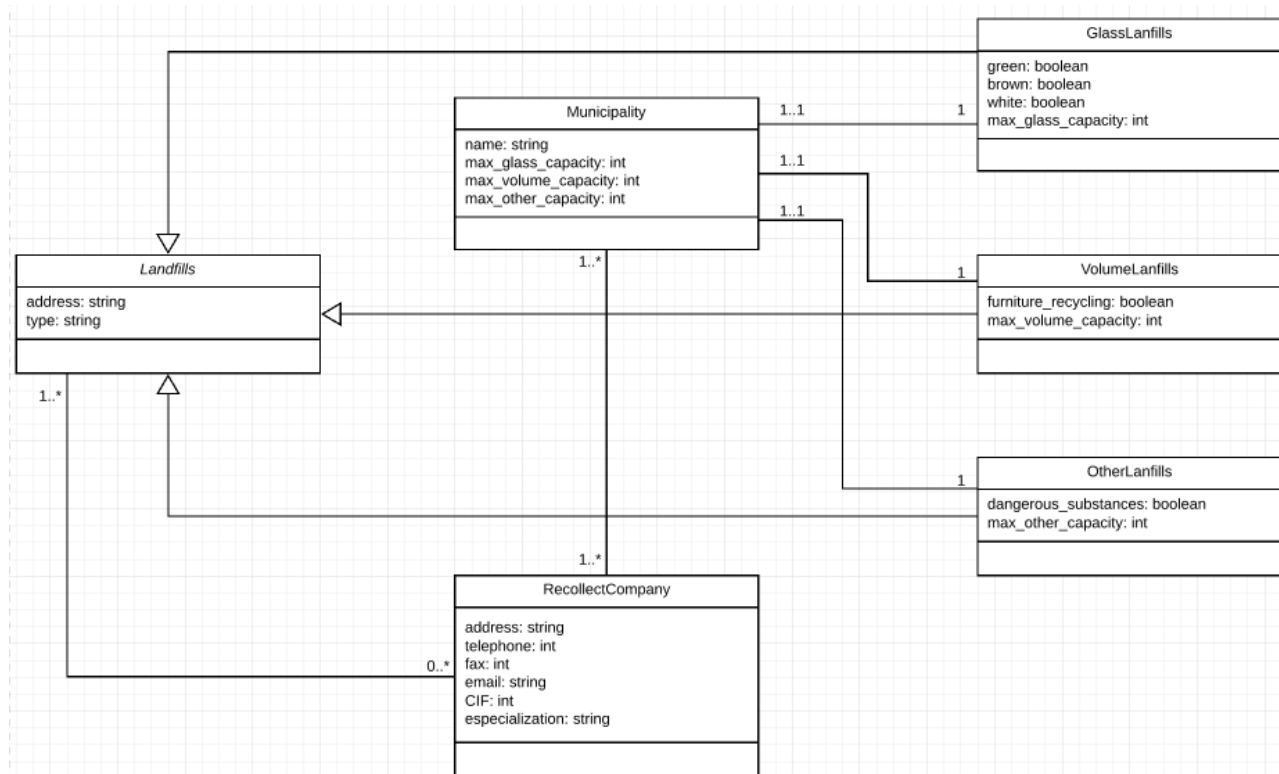 GlassLanfills
green: boolean
brown: boolean
white: boolean
max_glass_capacity: int
Municipality
name: string
max_glass_capacity: int
max_volume_capacity: int
max_other_capacity: int
1..1
1
1..1
1..1
1..*
Landfills
address: string
type: string
1..*
1
VolumeLanfills
furniture_recycling: boolean
max_volume_capacity: int
1
OtherLanfills
dangerous_substances: boolean
max_other_capacity: int
1..*
0..*
RecollectCompany
address: string
telephone: int
fax: int
email: string
CIF: int
especialization: string